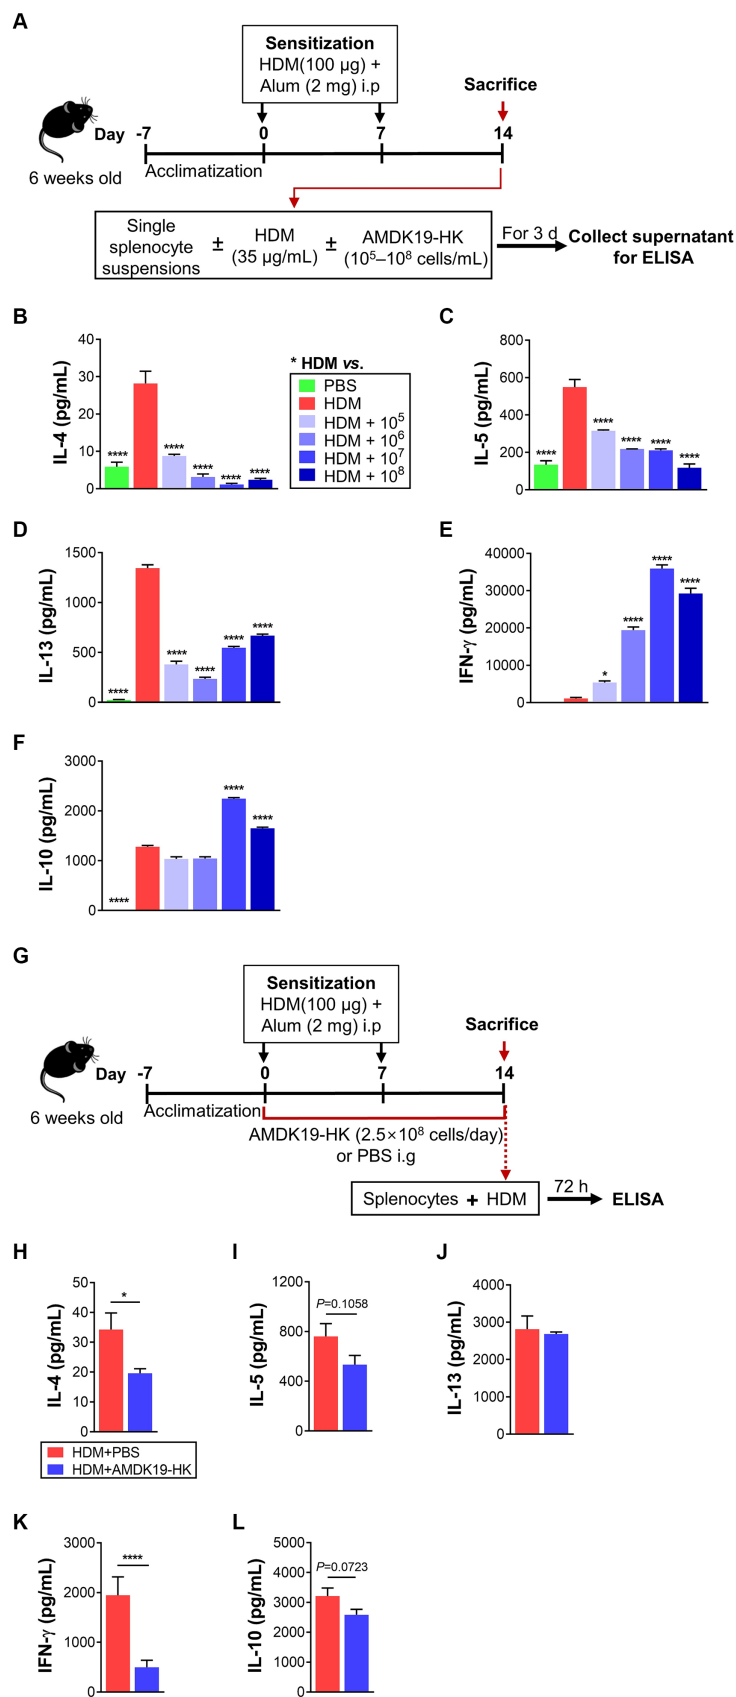 A
Sensitization
HDM(100 µg) +
Alum (2 mg) i.p
Sacrifice
Day -7 0 7 14
6 weeks old
Acclimatization
Single splenocyte suspensions ± HDM (35 µg/mL) ± AMDK19-HK (10⁵–10⁸ cells/mL)
For 3 d
Collect supernatant
for ELISA
B
IL-4 (pg/mL)
40
30
20
10
0
**** **** **** **** ****
* HDM vs.
PBS
HDM
HDM + 10⁵
HDM + 10⁶
HDM + 10⁷
HDM + 10⁸
C
IL-5 (pg/mL)
800
600
400
200
0
**** **** **** **** ****
D
IL-13 (pg/mL)
1500
1000
500
0
**** **** **** **** ****
E
IFN-γ (pg/mL)
40000
30000
20000
10000
0
* **** **** ****
F
IL-10 (pg/mL)
3000
2000
1000
0
**** **** ****
G
Sensitization
HDM(100 µg) +
Alum (2 mg) i.p
Sacrifice
Day -7 0 7 14
6 weeks old
Acclimatization
AMDK19-HK (2.5×10⁸ cells/day)
or PBS i.g
Splenocytes + HDM
72 h
ELISA
H
IL-4 (pg/mL)
50
40
30
20
10
0
*
HDM+PBS
HDM+AMDK19-HK
I
IL-5 (pg/mL)
1200
800
400
0
P=0.1058
J
IL-13 (pg/mL)
4000
3000
2000
1000
0
K
IFN-γ (pg/mL)
3000
2000
1000
0
****
L
IL-10 (pg/mL)
5000
4000
3000
2000
1000
0
P=0.0723